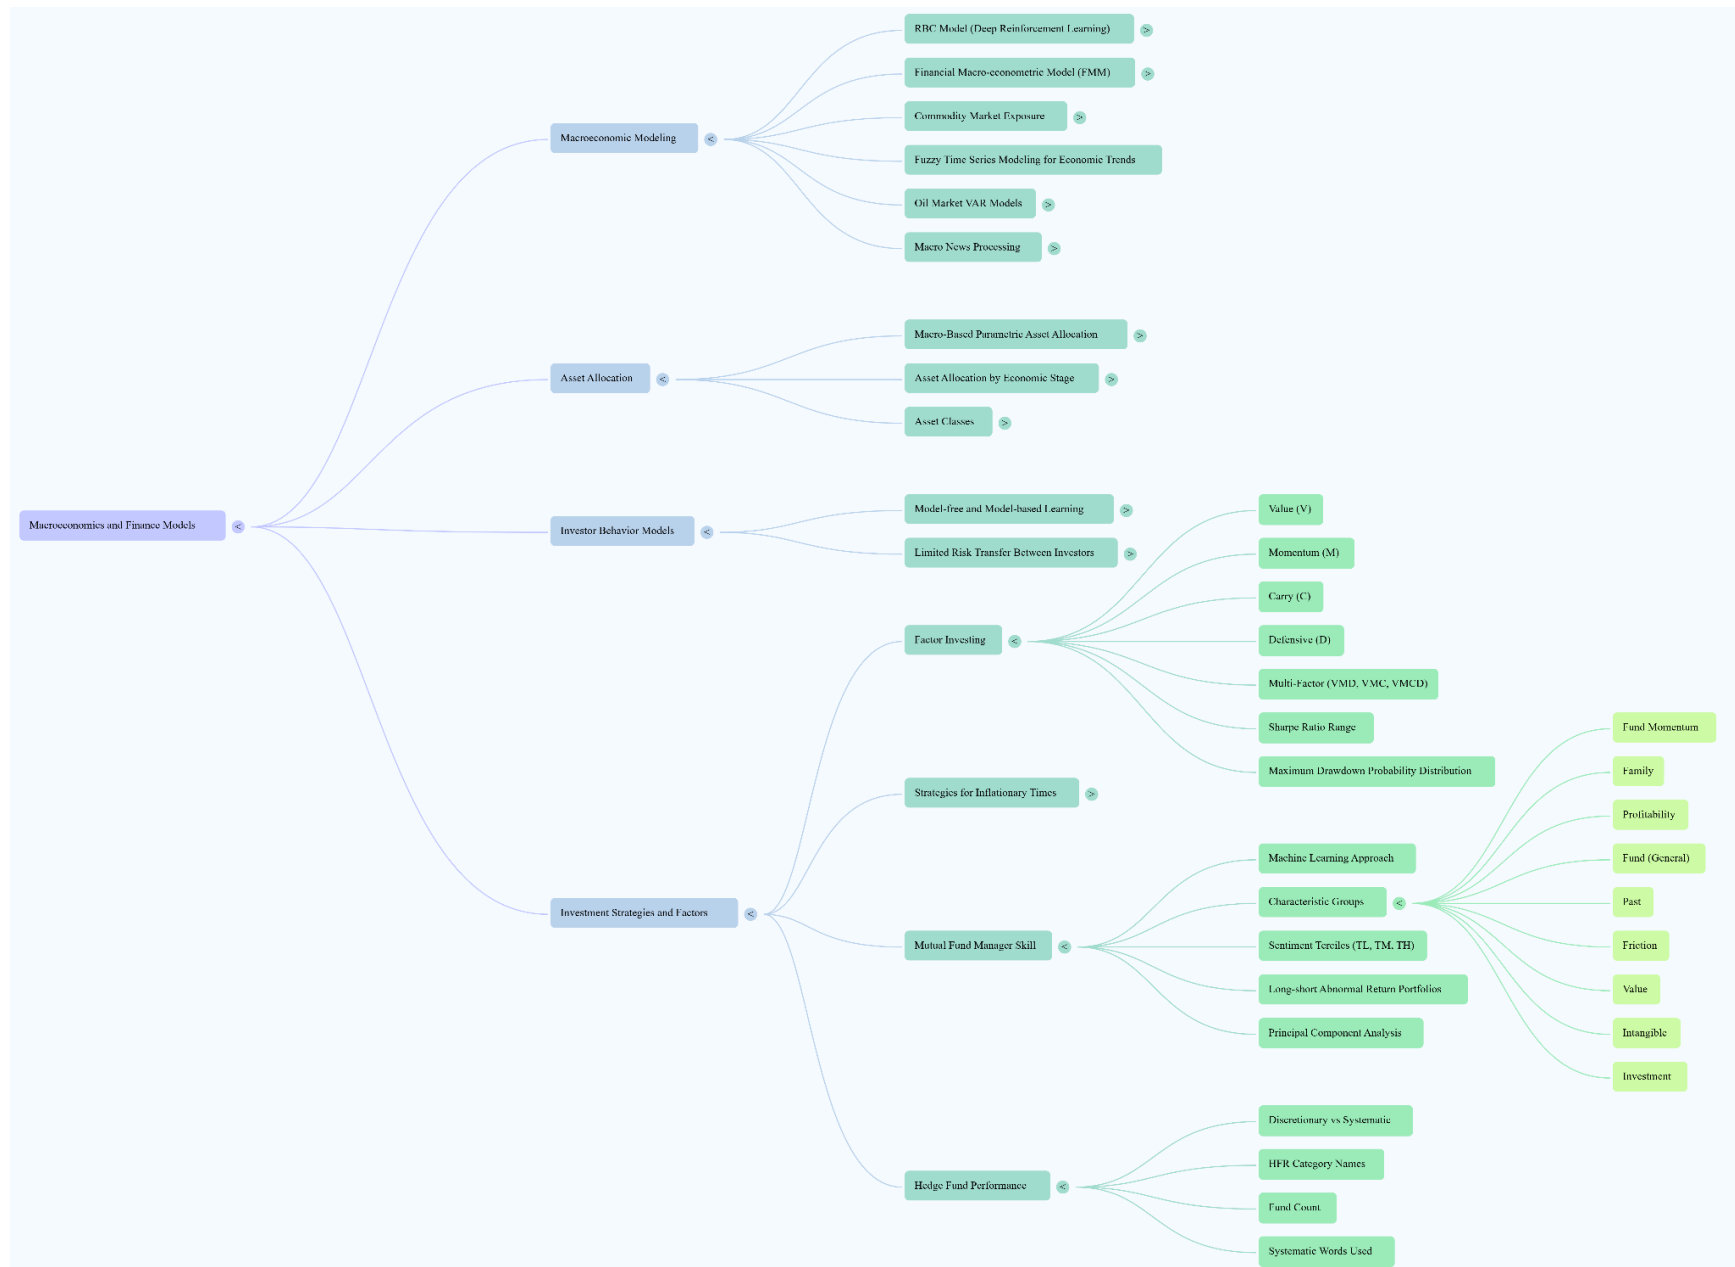 Macroeconomics and Finance Models <
Macroeconomic Modeling <
RBC Model (Deep Reinforcement Learning) >
Financial Macro-econometric Model (FMM) >
Commodity Market Exposure >
Fuzzy Time Series Modeling for Economic Trends
Oil Market VAR Models >
Macro News Processing >
Asset Allocation <
Macro-Based Parametric Asset Allocation >
Asset Allocation by Economic Stage >
Asset Classes >
Investor Behavior Models <
Model-free and Model-based Learning >
Limited Risk Transfer Between Investors >
Investment Strategies and Factors <
Factor Investing <
Value (V)
Momentum (M)
Carry (C)
Defensive (D)
Multi-Factor (VMD, VMC, VMCD)
Sharpe Ratio Range
Maximum Drawdown Probability Distribution
Strategies for Inflationary Times >
Mutual Fund Manager Skill <
Machine Learning Approach
Characteristic Groups <
Fund Momentum
Family
Profitability
Fund (General)
Past
Friction
Value
Intangible
Investment
Sentiment Terciles (TL, TM, TH)
Long-short Abnormal Return Portfolios
Principal Component Analysis
Hedge Fund Performance <
Discretionary vs Systematic
HFR Category Names
Fund Count
Systematic Words Used